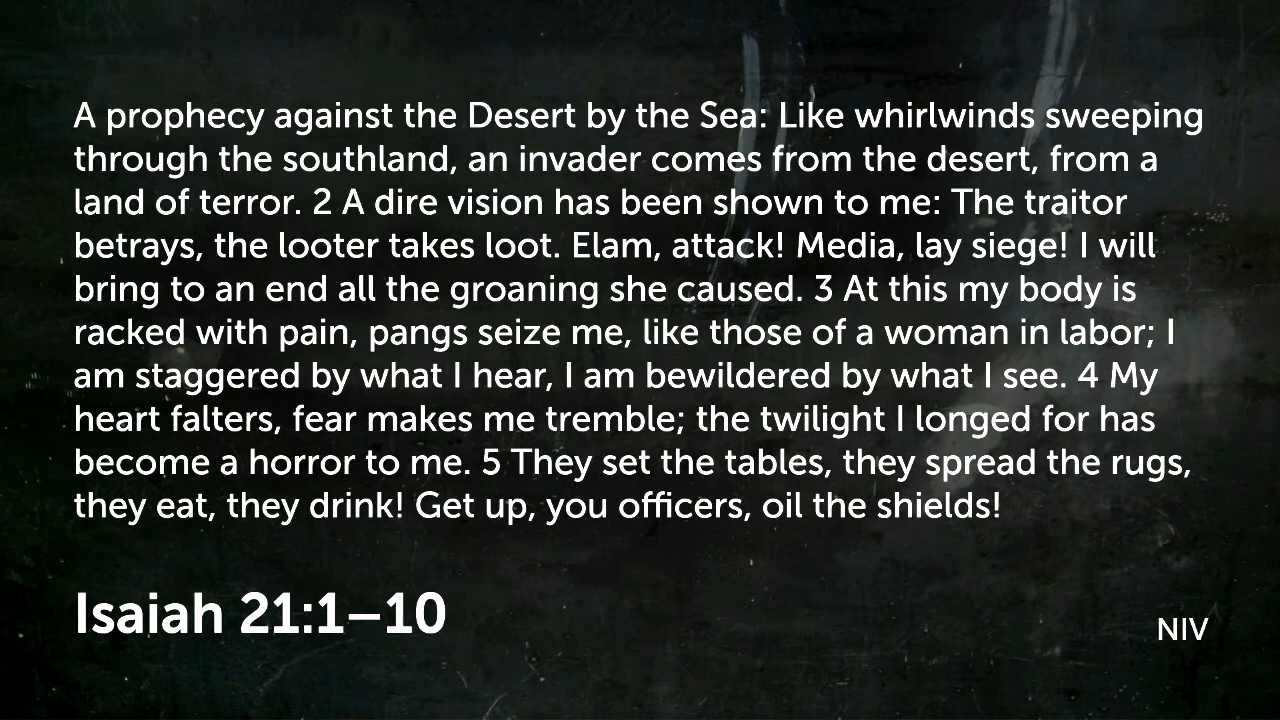 A prophecy against the Desert by the Sea: Like whirlwinds sweeping
through the southland, an invader comes from the desert, from a
land of terror. 2 A dire vision has been shown to me: The traitor
betrays, the looter takes loot. Elam, attack! Media, lay siege! I will
bring to an end all the groaning she caused. 3 At this my body is
racked with pain, pangs seize me, like those of a woman in labor; I
am staggered by what I hear, I am bewildered by what I see. 4 My
heart falters, fear makes me tremble; the twilight I longed for has
become a horror to me. 5 They set the tables, they spread the rugs,
they eat, they drink! Get up, you officers, oil the shields!
Isaiah 21:1–10
NIV